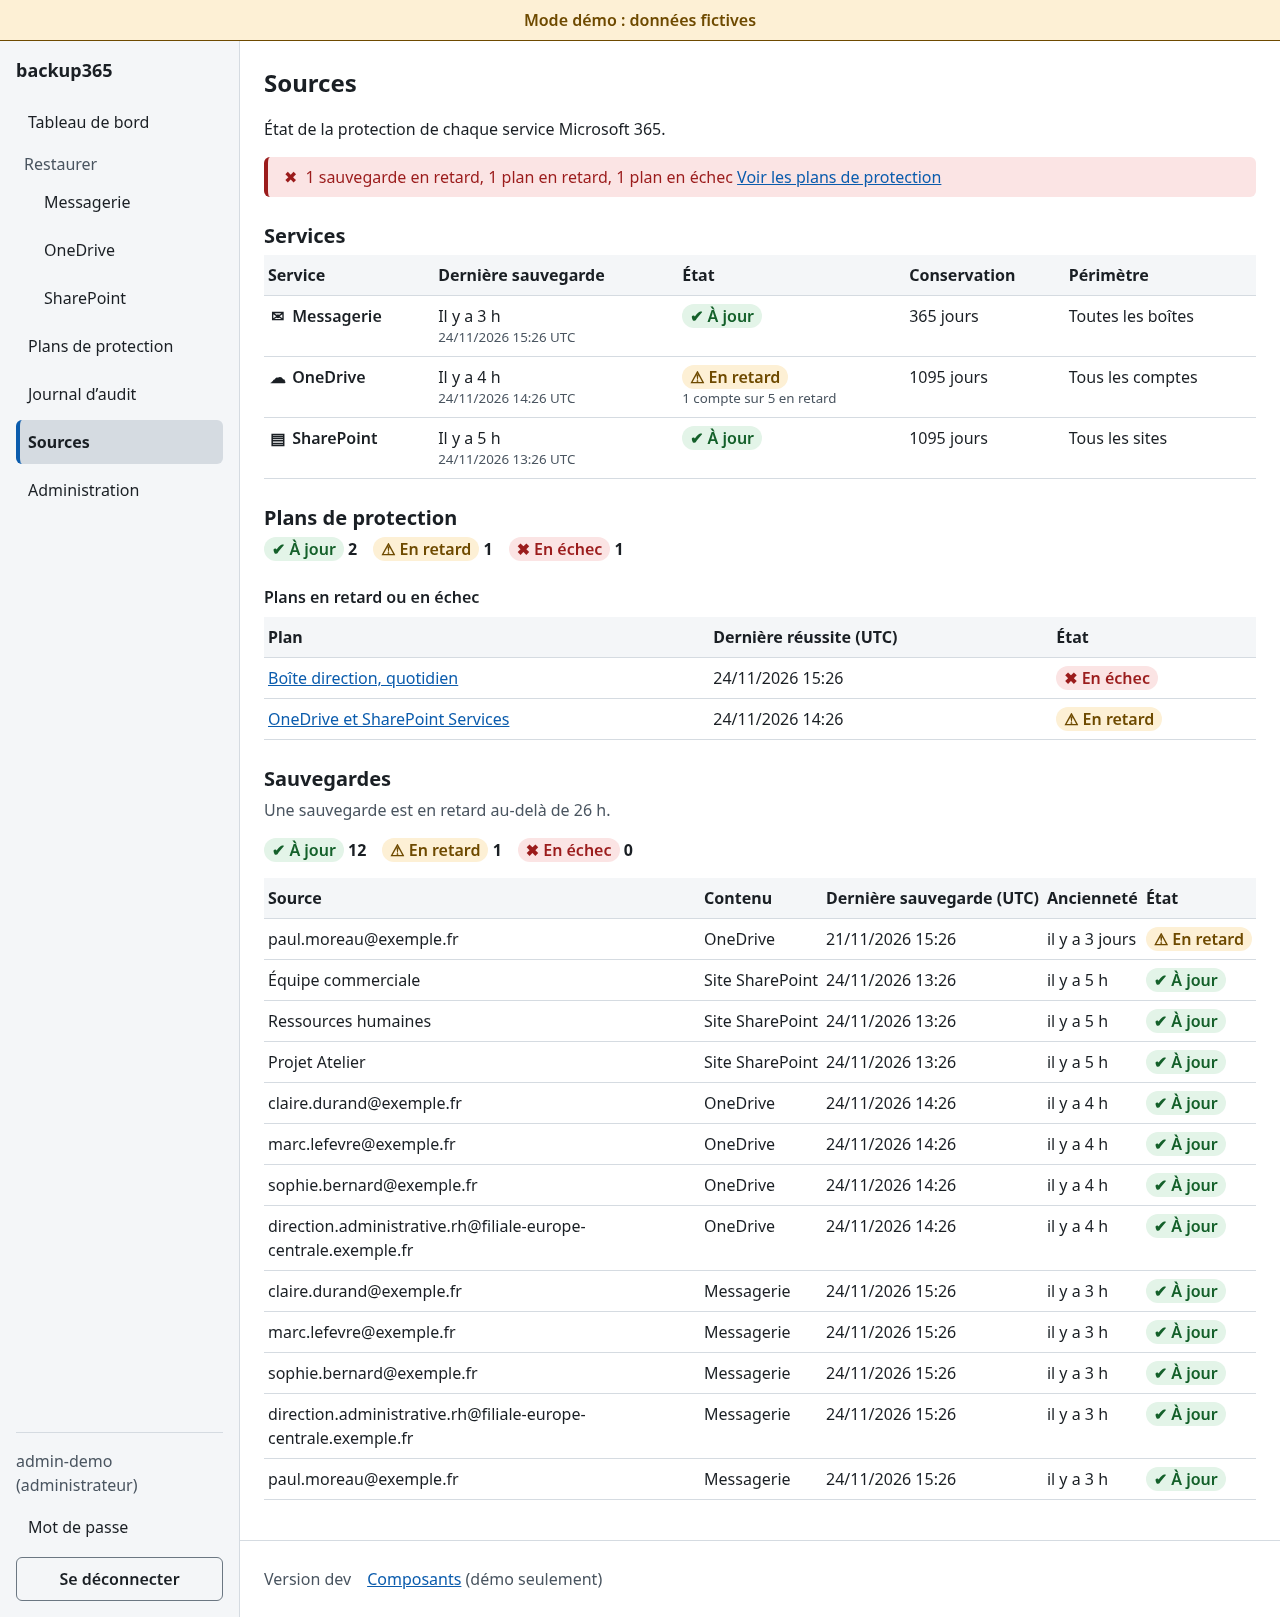 Mode démo : données fictives
backup365
Tableau de bord
Restaurer
Messagerie
OneDrive
SharePoint
Plans de protection
Journal d’audit
Sources
Administration
admin-demo
(administrateur)
Mot de passe
Se déconnecter
Sources
État de la protection de chaque service Microsoft 365.
✖ 1 sauvegarde en retard, 1 plan en retard, 1 plan en échec Voir les plans de protection
Services
Service Dernière sauvegarde État Conservation Périmètre
✉ Messagerie Il y a 3 h ✔ À jour 365 jours Toutes les boîtes
24/11/2026 15:26 UTC
☁ OneDrive Il y a 4 h ⚠ En retard 1095 jours Tous les comptes
24/11/2026 14:26 UTC 1 compte sur 5 en retard
▤ SharePoint Il y a 5 h ✔ À jour 1095 jours Tous les sites
24/11/2026 13:26 UTC
Plans de protection
✔ À jour 2 ⚠ En retard 1 ✖ En échec 1
Plans en retard ou en échec
Plan Dernière réussite (UTC) État
Boîte direction, quotidien 24/11/2026 15:26 ✖ En échec
OneDrive et SharePoint Services 24/11/2026 14:26 ⚠ En retard
Sauvegardes
Une sauvegarde est en retard au-delà de 26 h.
✔ À jour 12 ⚠ En retard 1 ✖ En échec 0
Source Contenu Dernière sauvegarde (UTC) Ancienneté État
paul.moreau@exemple.fr OneDrive 21/11/2026 15:26 il y a 3 jours ⚠ En retard
Équipe commerciale Site SharePoint 24/11/2026 13:26 il y a 5 h ✔ À jour
Ressources humaines Site SharePoint 24/11/2026 13:26 il y a 5 h ✔ À jour
Projet Atelier Site SharePoint 24/11/2026 13:26 il y a 5 h ✔ À jour
claire.durand@exemple.fr OneDrive 24/11/2026 14:26 il y a 4 h ✔ À jour
marc.lefevre@exemple.fr OneDrive 24/11/2026 14:26 il y a 4 h ✔ À jour
sophie.bernard@exemple.fr OneDrive 24/11/2026 14:26 il y a 4 h ✔ À jour
direction.administrative.rh@filiale-europe- OneDrive 24/11/2026 14:26 il y a 4 h ✔ À jour
centrale.exemple.fr
claire.durand@exemple.fr Messagerie 24/11/2026 15:26 il y a 3 h ✔ À jour
marc.lefevre@exemple.fr Messagerie 24/11/2026 15:26 il y a 3 h ✔ À jour
sophie.bernard@exemple.fr Messagerie 24/11/2026 15:26 il y a 3 h ✔ À jour
direction.administrative.rh@filiale-europe- Messagerie 24/11/2026 15:26 il y a 3 h ✔ À jour
centrale.exemple.fr
paul.moreau@exemple.fr Messagerie 24/11/2026 15:26 il y a 3 h ✔ À jour
Version dev Composants (démo seulement)